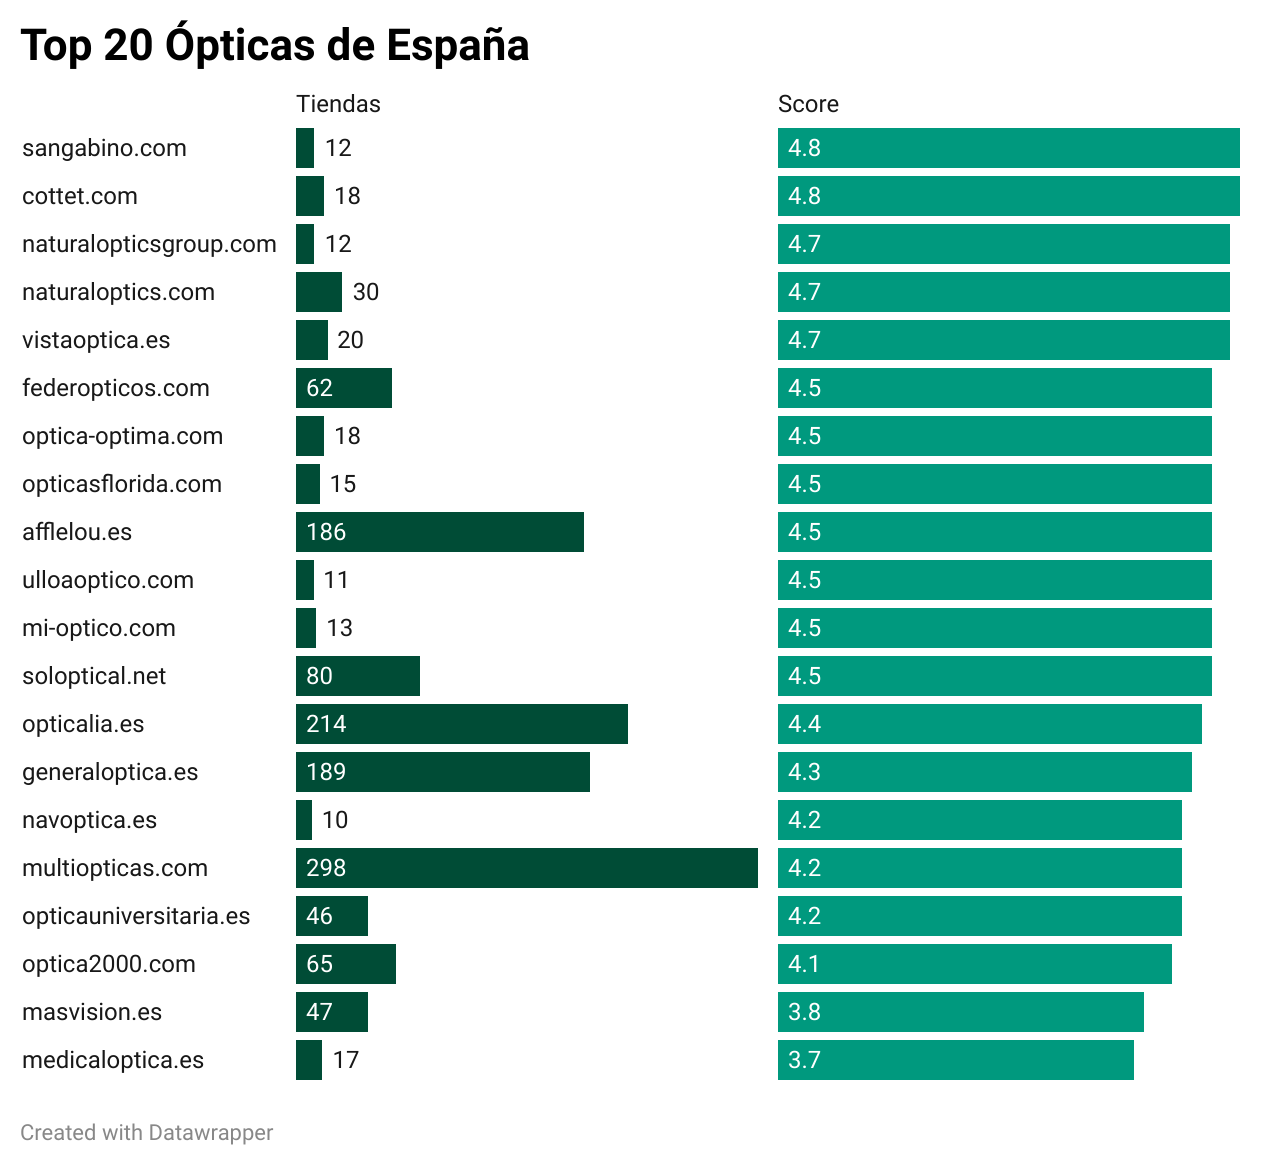 Top 20 Ópticas de España
Tiendas Score
sangabino.com 12 4.8
cottet.com 18 4.8
naturalopticsgroup.com 12 4.7
naturaloptics.com 30 4.7
vistaoptica.es 20 4.7
federopticos.com 62 4.5
optica-optima.com 18 4.5
opticasflorida.com 15 4.5
afflelou.es 186 4.5
ulloaoptico.com 11 4.5
mi-optico.com 13 4.5
soloptical.net 80 4.5
opticalia.es 214 4.4
generaloptica.es 189 4.3
navoptica.es 10 4.2
multiopticas.com 298 4.2
opticauniversitaria.es 46 4.2
optica2000.com 65 4.1
masvision.es 47 3.8
medicaloptica.es 17 3.7
Created with Datawrapper